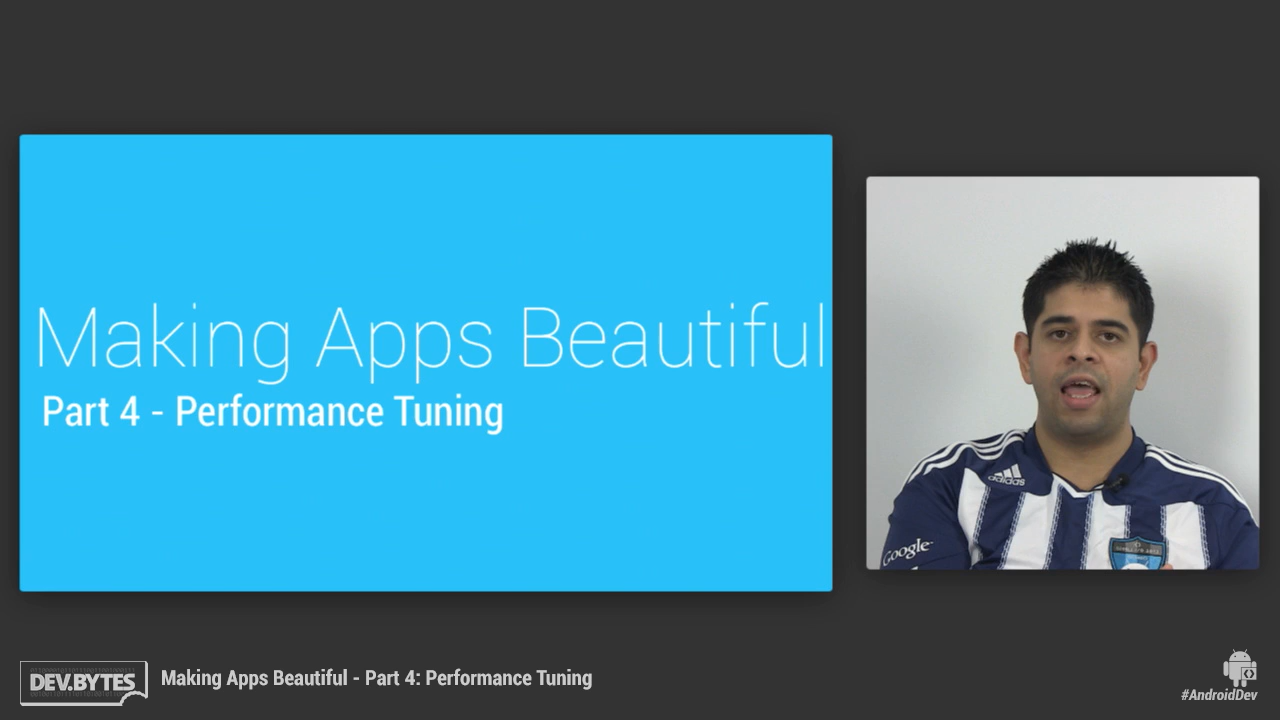 Making Apps Beautiful
Part 4 - Performance Tuning
adidas
Google
DEV.BYTES
Making Apps Beautiful - Part 4: Performance Tuning
#AndroidDev